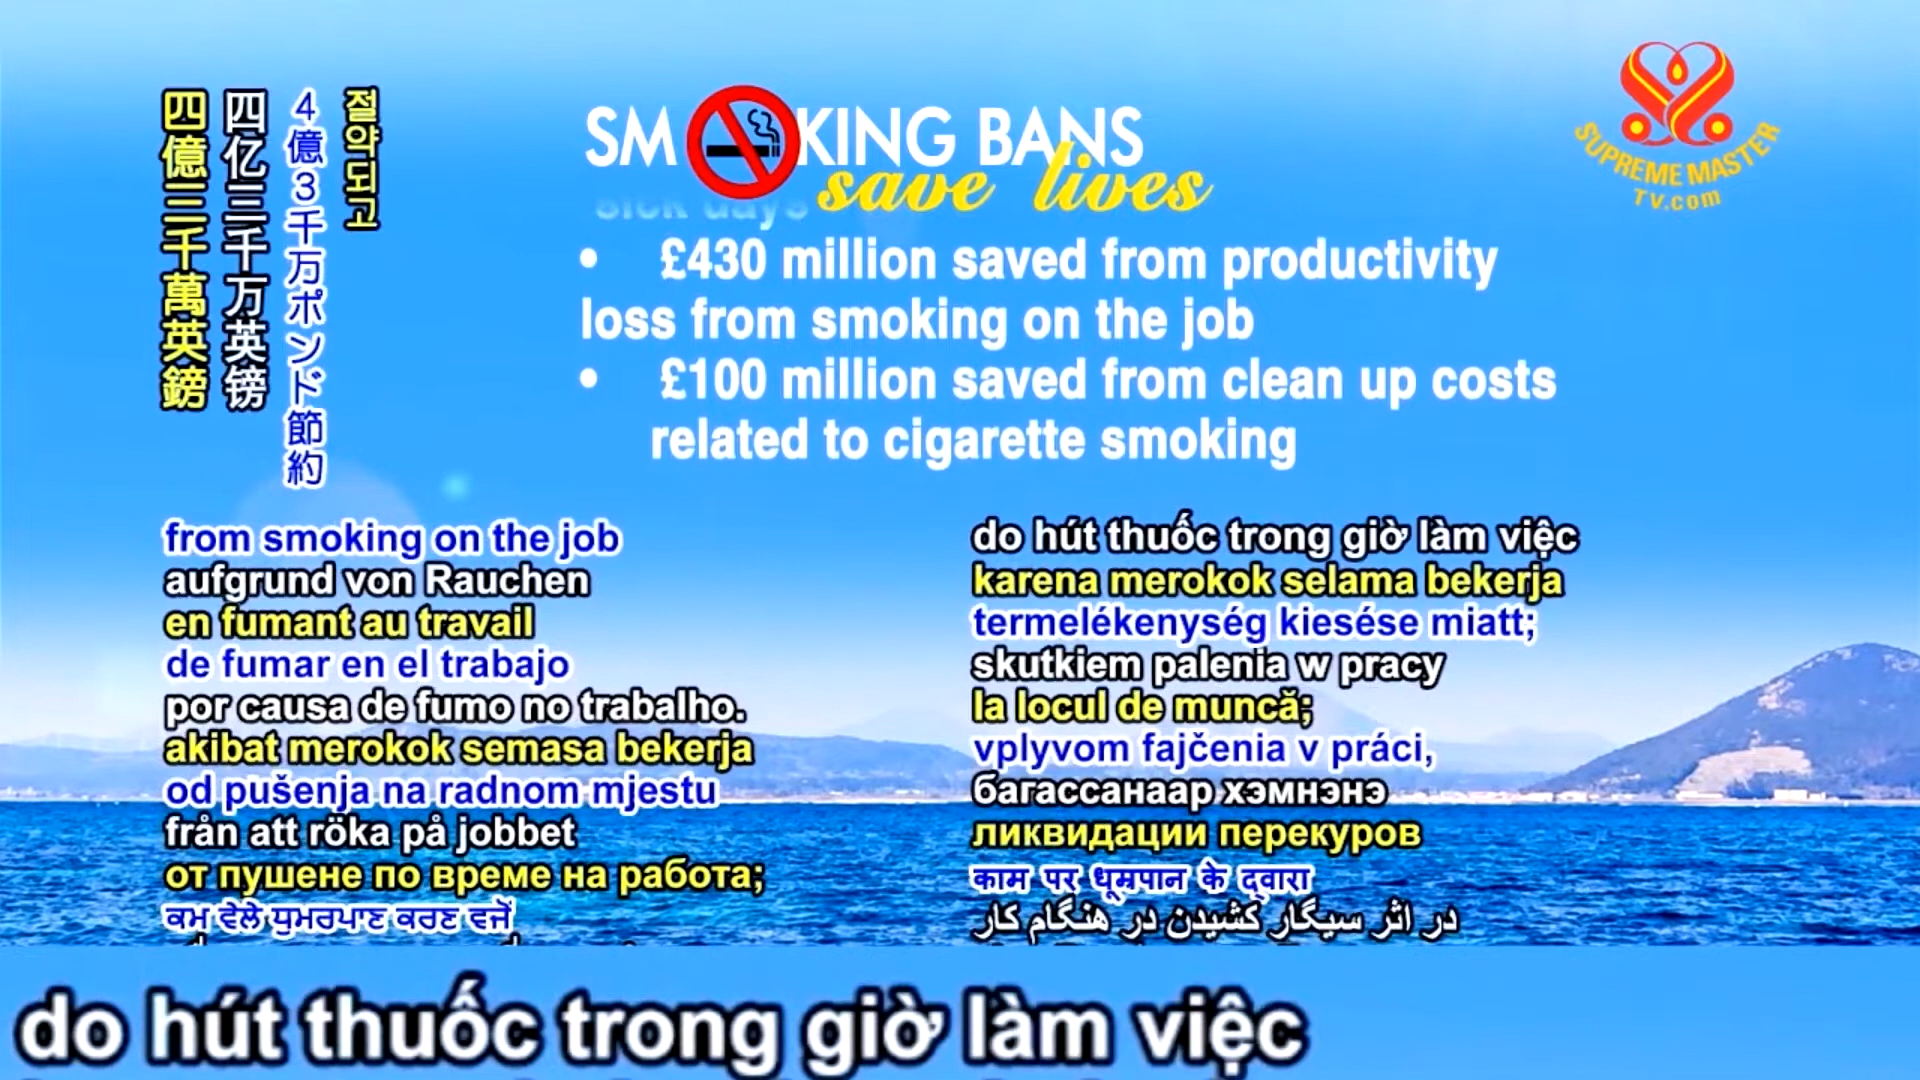 四億三千萬英鎊
四亿三千万英镑
4億3千万ポンド節約
절약되고
SMOKING BANS
save lives
SUPREME MASTER
TV.com
sick days
• £430 million saved from productivity
loss from smoking on the job
• £100 million saved from clean up costs
related to cigarette smoking
from smoking on the job
aufgrund von Rauchen
en fumant au travail
de fumar en el trabajo
por causa de fumo no trabalho.
akibat merokok semasa bekerja
od pušenja na radnom mjestu
från att röka på jobbet
от пушене по време на работа;
ਕਮ ਵੇਲੇ ਧੁਮਰਪਾਣ ਕਰਣ ਵਜੋਂ
do hút thuốc trong giờ làm việc
karena merokok selama bekerja
termelékenység kiesése miatt;
skutkiem palenia w pracy
la locul de muncă;
vplyvom fajčenia v práci,
багассанаар хэмнэнэ
ликвидации перекуров
काम पर धूम्रपान के द्वारा
در اثر سیگار کشیدن در هنگام کار
do hút thuốc trong giờ làm việc